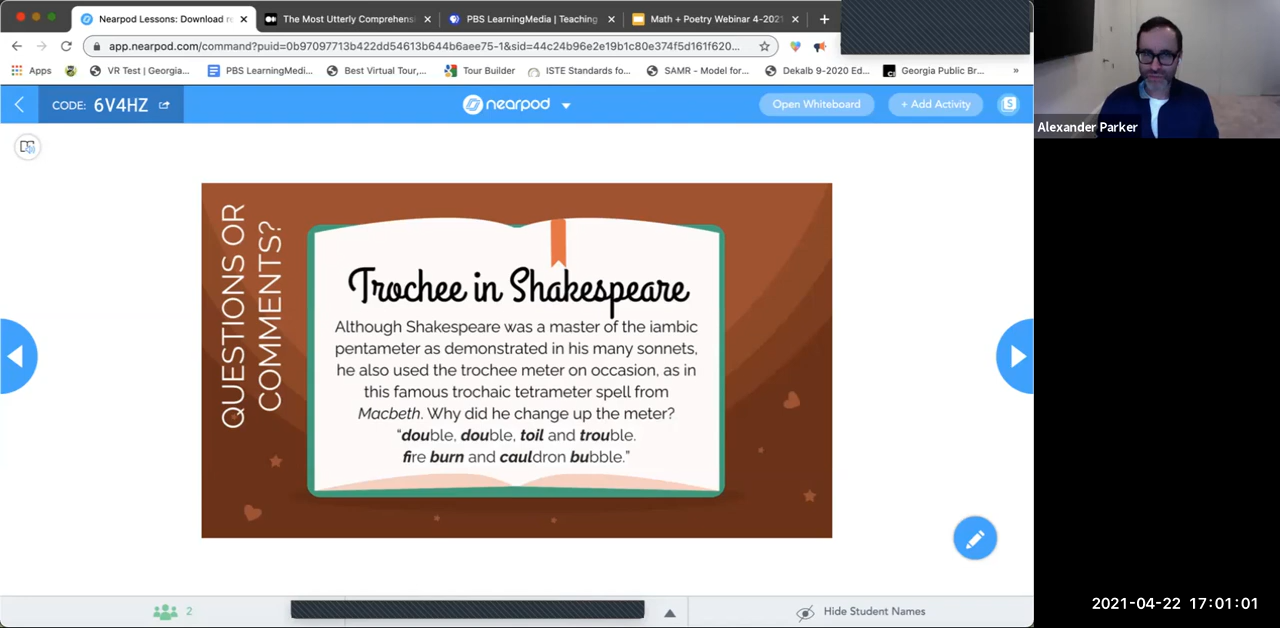 Nearpod Lessons: Download re
The Most Utterly Comprehens
PBS LearningMedia | Teaching
Math + Poetry Webinar 4-2021
app.nearpod.com/command?puid=0b97097713b422dd54613b644b6aee75-1&sid=44c24b96e2e19b1c80e374f5d161f620...
Apps
VR Test | Georgia...
PBS LearningMedi...
Best Virtual Tour,...
Tour Builder
ISTE Standards fo...
SAMR - Model for...
Dekalb 9-2020 Ed...
Georgia Public Br...
»
CODE: 6V4HZ
nearpod
Open Whiteboard
+ Add Activity
S
Alexander Parker
QUESTIONS OR
COMMENTS?
Trochee in Shakespeare
Although Shakespeare was a master of the iambic
pentameter as demonstrated in his many sonnets,
he also used the trochee meter on occasion, as in
this famous trochaic tetrameter spell from
Macbeth. Why did he change up the meter?
“double, double, toil and trouble.
fire burn and cauldron bubble.”
2
Hide Student Names
2021-04-22 17:01:01